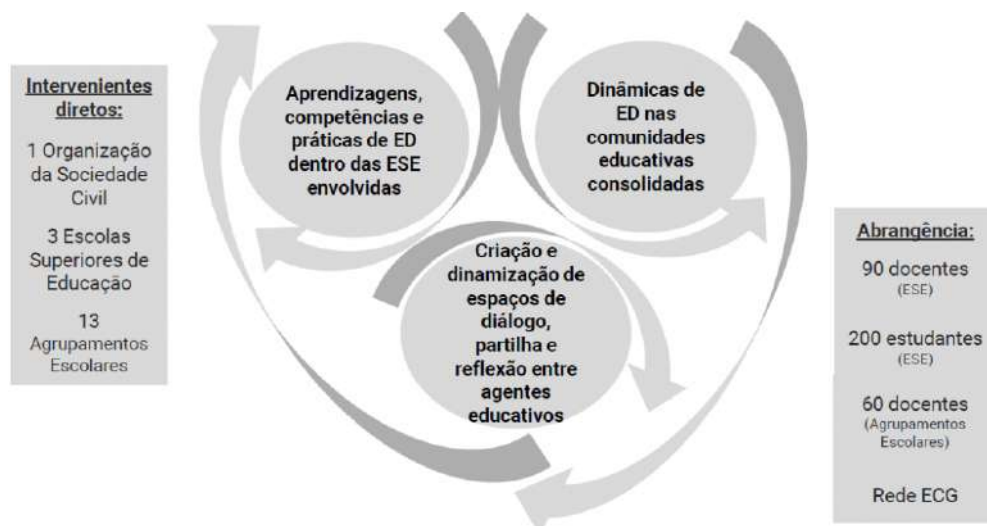 Intervenientes
diretos:
1 Organização
da Sociedade
Civil
3 Escolas
Superiores de
Educação
13
Agrupamentos
Escolares
Aprendizagens,
competências e
práticas de ED
dentro das ESE
envolvidas
Dinâmicas de
ED nas
comunidades
educativas
consolidadas
Criação e
dinamização de
espaços de
diálogo,
partilha e
reflexão entre
agentes
educativos
Abrangência:
90 docentes
(ESE)
200 estudantes
(ESE)
60 docentes
(Agrupamentos
Escolares)
Rede ECG